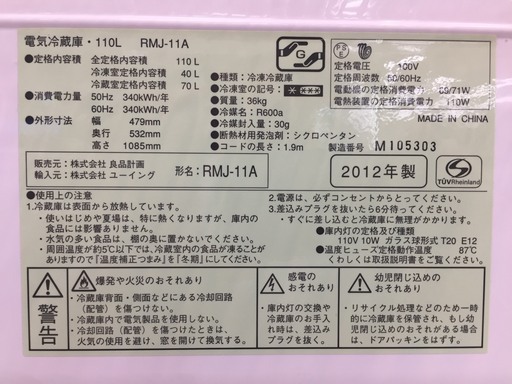 電気冷蔵庫・110L RMJ-11A
●定格内容積 全定格内容積 110L
冷凍室定格内容積 40L
冷蔵室定格内容積 70L
●消費電力量 50Hz 340kWh/年
60Hz 340kWh/年
●外形寸法 幅 479mm
奥行 532mm
高さ 1085mm
G
●種類：冷凍冷蔵庫
●冷凍室の記号：
●質量：36kg
●冷媒名：R600a
●冷媒封入量：30g
●断熱材用発泡剤：シクロペンタン
●コードの長さ：1.9m
PSE
定格電圧 100V
定格周波数 50/60Hz
電動機の定格消費電力 /71W
電熱装置の定格消費電力 110W
MADE IN CHINA
製造番号 M105303
販売元：株式会社 良品計画
輸入元：株式会社 ユーイング
形名：RMJ-11A
2012年製
TÜVRheinland
●使用上の注意
1.冷蔵庫は表面から放熱しています。
・使いはじめや夏場は、特に熱くなりますが、庫内の
食品には影響ありません。
・水気の多い食品は、棚の奥に置かないでください。
・周囲温度が約5℃以下で、冷蔵室内の食品が凍ることが
ありますので「温度補正つまみ」を「冬期」にしてください。
2.電源は、必ずコンセントからとってください。
3.差込みプラグを抜いたら6分待ってください。
・すぐに差し込むと冷蔵庫に無理がかかります。
●庫内灯の定格及び種類
110V 10W ガラス球形式 T20 E12
●温度ヒューズ定格動作温度 87℃
くわしくは取扱説明書をご覧ください。
警告
爆発や火災のおそれあり
・冷蔵庫背面・側面などにある冷却回路
（配管）を傷つけない。
・冷蔵庫内で電気製品を使用しない。
・冷却回路（配管）を傷つけたときは、
火気の使用を避け、窓を開けて換気する。
感電の
おそれあり
・庫内灯の交換や
冷蔵庫のお手入
れ時は、差込み
プラグを抜く。
幼児閉じ込めの
おそれあり
・リサイクル処理などのため一時
的に冷蔵庫を保管され、もし幼
児閉じこめのおそれがある場合
は、ドアパッキンをはずす。